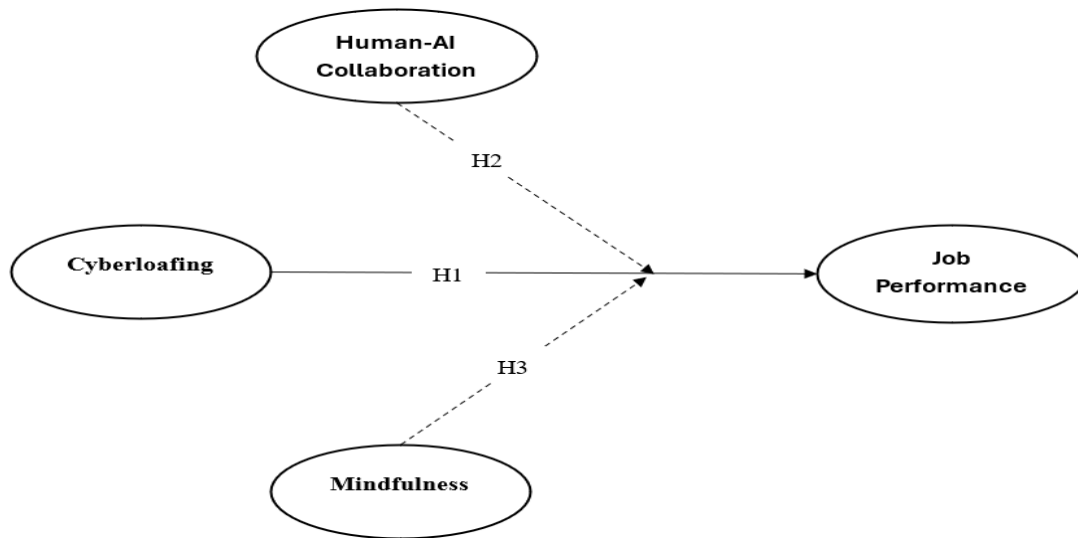 Human-AI
Collaboration
H2
Cyberloafing
H1
Job
Performance
H3
Mindfulness